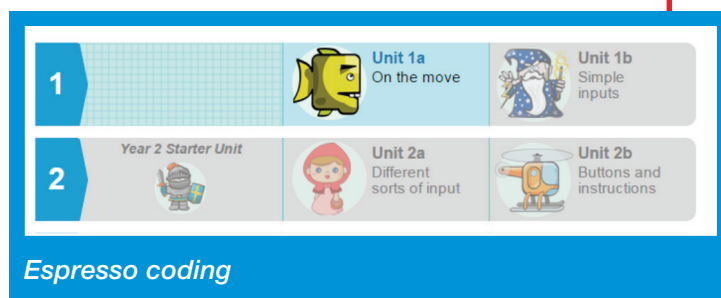 1
Unit 1a
On the move
Unit 1b
Simple
inputs
2
Year 2 Starter Unit
Unit 2a
Different
sorts of input
Unit 2b
Buttons and
instructions
Espresso coding